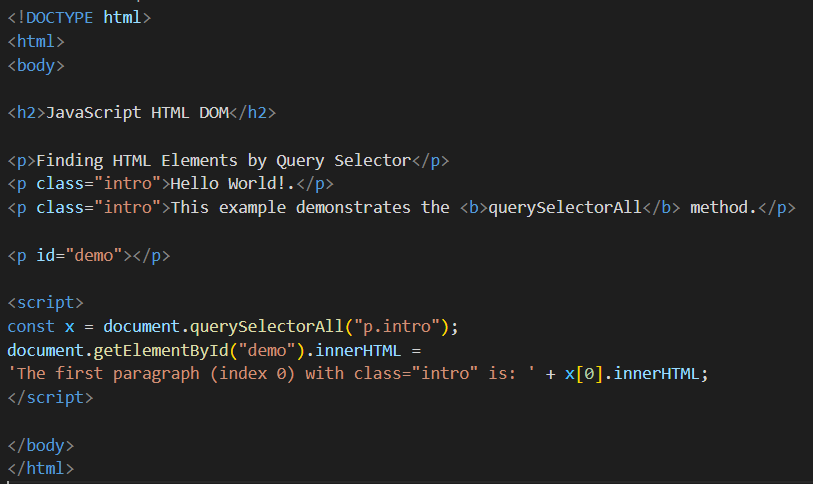 <!DOCTYPE html>
<html>
<body>
<h2>JavaScript HTML DOM</h2>
<p>Finding HTML Elements by Query Selector</p>
<p class="intro">Hello World!.</p>
<p class="intro">This example demonstrates the <b>querySelectorAll</b> method.</p>
<p id="demo"></p>
<script>
const x = document.querySelectorAll("p.intro");
document.getElementById("demo").innerHTML =
'The first paragraph (index 0) with class="intro" is: ' + x[0].innerHTML;
</script>
</body>
</html>